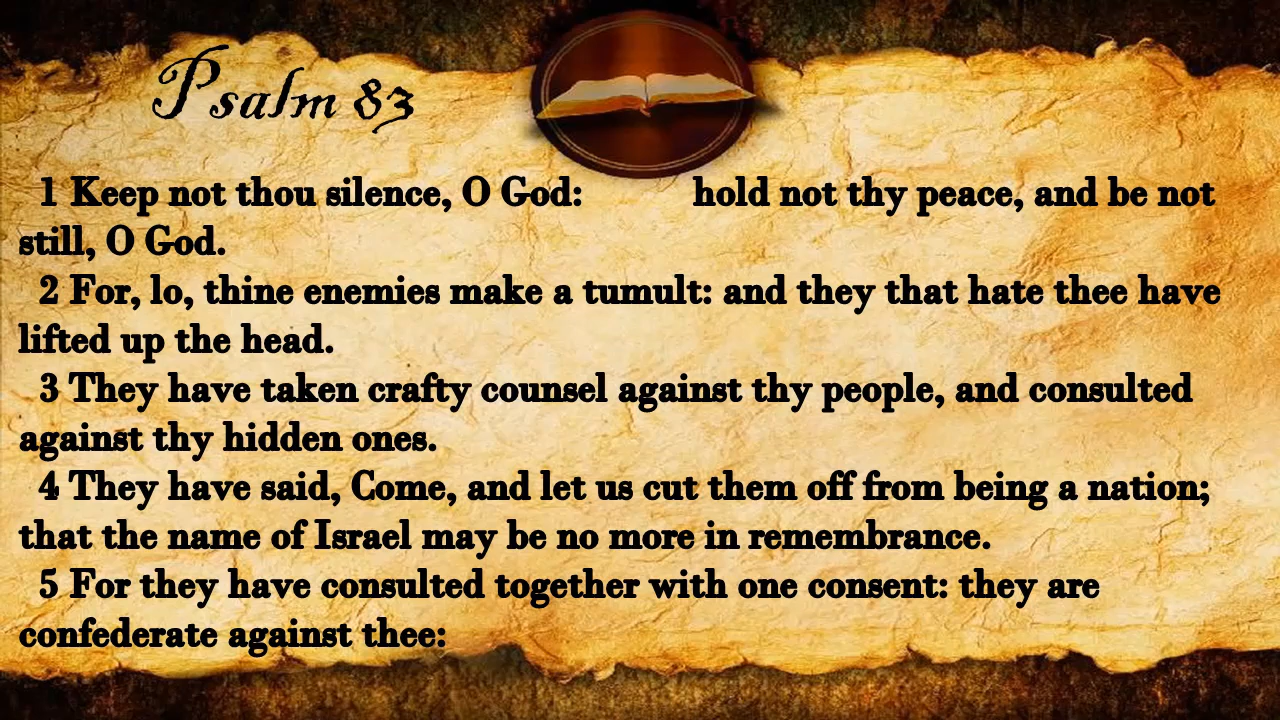 Psalm 83
1 Keep not thou silence, O God: hold not thy peace, and be not
still, O God.
2 For, lo, thine enemies make a tumult: and they that hate thee have
lifted up the head.
3 They have taken crafty counsel against thy people, and consulted
against thy hidden ones.
4 They have said, Come, and let us cut them off from being a nation;
that the name of Israel may be no more in remembrance.
5 For they have consulted together with one consent: they are
confederate against thee: